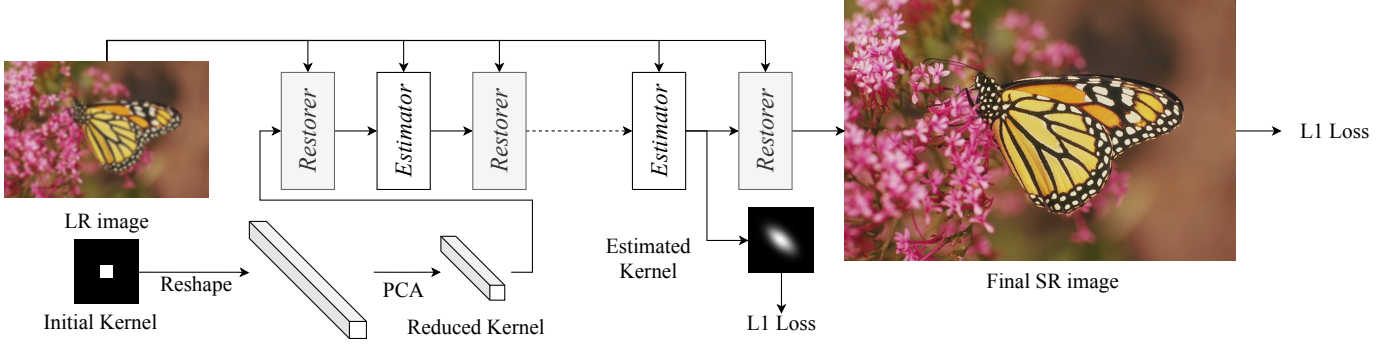 Restorer
Estimator
Restorer
Estimator
Restorer
L1 Loss
LR image
Reshape
Initial Kernel
PCA
Reduced Kernel
Estimated
Kernel
L1 Loss
Final SR image